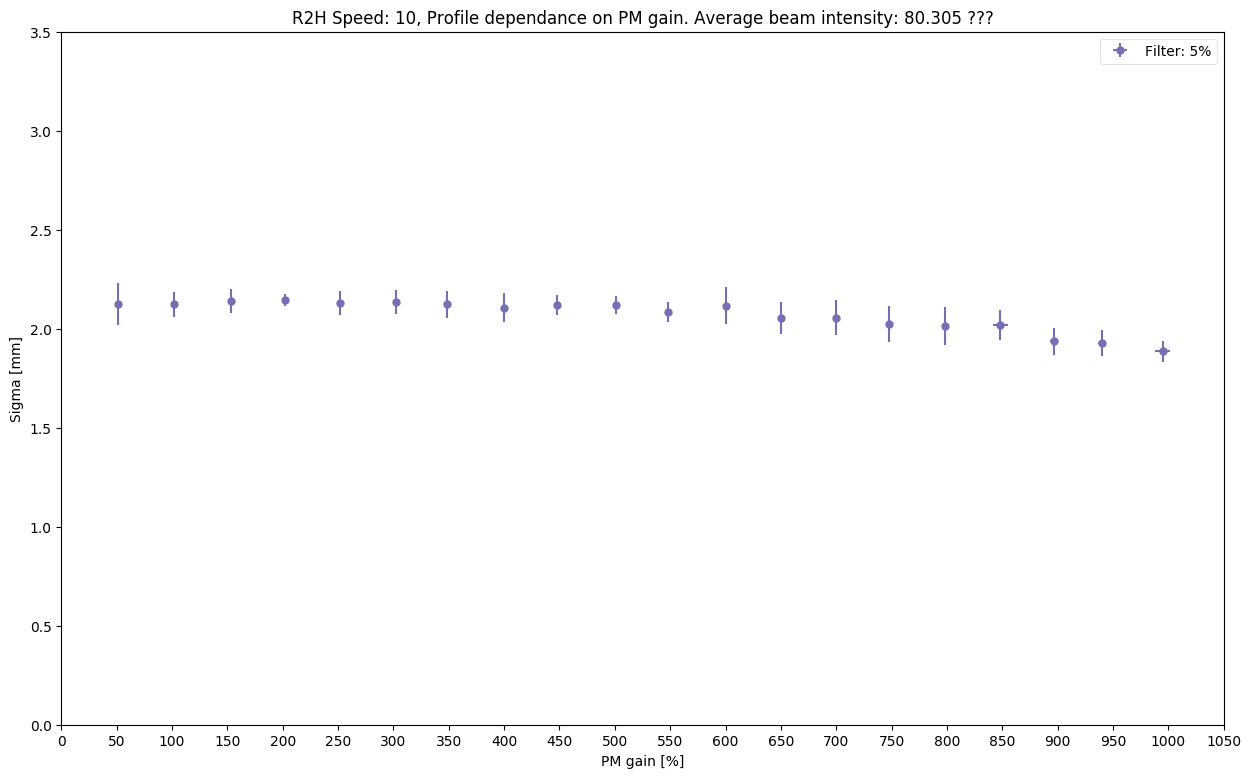 R2H Speed: 10, Profile dependance on PM gain. Average beam intensity: 80.305 ???
Filter: 5%
3.5
3.0
2.5
2.0
1.5
1.0
0.5
0.0
Sigma [mm]
0 50 100 150 200 250 300 350 400 450 500 550 600 650 700 750 800 850 900 950 1000 1050
PM gain [%]